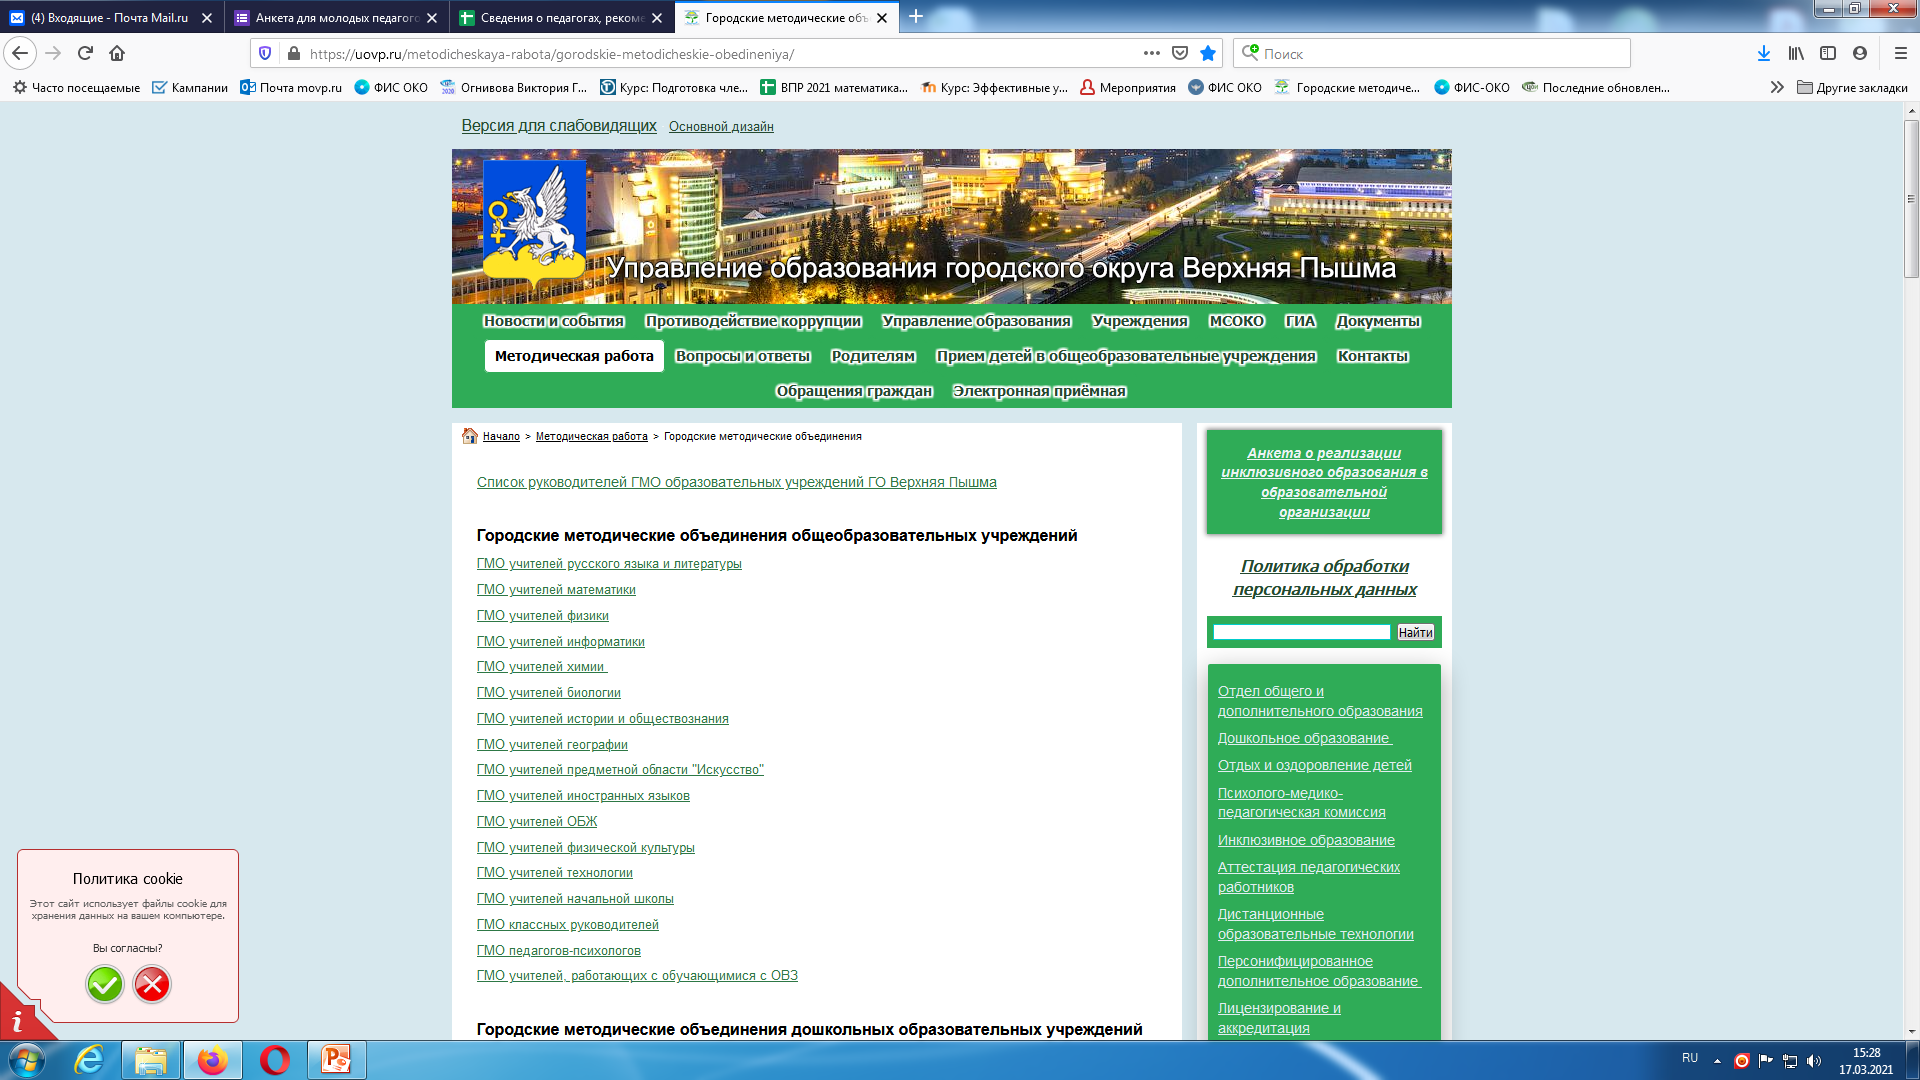 (4) Входящие - Почта Mail.ru
Анкета для молодых педагого
Сведения о педагогах, рекоме
Городские методические объ
https://uovp.ru/metodicheskaya-rabota/gorodskie-metodicheskie-obedineniya/
Поиск
Часто посещаемые
Кампании
Почта movp.ru
ФИС ОКО
Огнивова Виктория Г...
Курс: Подготовка чле...
ВПР 2021 математика...
Курс: Эффективные у...
Мероприятия
ФИС ОКО
Городские методиче...
ФИС-ОКО
Последние обновлен...
Другие закладки
Версия для слабовидящих Основной дизайн
Управление образования городского округа Верхняя Пышма
Новости и события Противодействие коррупции Управление образования Учреждения МСОКО ГИА Документы
Методическая работа Вопросы и ответы Родителям Прием детей в общеобразовательные учреждения Контакты
Обращения граждан Электронная приёмная
Начало > Методическая работа > Городские методические объединения
Список руководителей ГМО образовательных учреждений ГО Верхняя Пышма
Городские методические объединения общеобразовательных учреждений
ГМО учителей русского языка и литературы
ГМО учителей математики
ГМО учителей физики
ГМО учителей информатики
ГМО учителей химии
ГМО учителей биологии
ГМО учителей истории и обществознания
ГМО учителей географии
ГМО учителей предметной области "Искусство"
ГМО учителей иностранных языков
ГМО учителей ОБЖ
ГМО учителей физической культуры
ГМО учителей технологии
ГМО учителей начальной школы
ГМО классных руководителей
ГМО педагогов-психологов
ГМО учителей, работающих с обучающимися с ОВЗ
Городские методические объединения дошкольных образовательных учреждений
Анкета о реализации
инклюзивного образования в
образовательной
организации
Политика обработки
персональных данных
Найти
Отдел общего и
дополнительного образования
Дошкольное образование
Отдых и оздоровление детей
Психолого-медико-
педагогическая комиссия
Инклюзивное образование
Аттестация педагогических
работников
Дистанционные
образовательные технологии
Персонифицированное
дополнительное образование
Лицензирование и
аккредитация
Политика cookie
Этот сайт использует файлы cookie для
хранения данных на вашем компьютере.
Вы согласны?
RU
15:28
17.03.2021